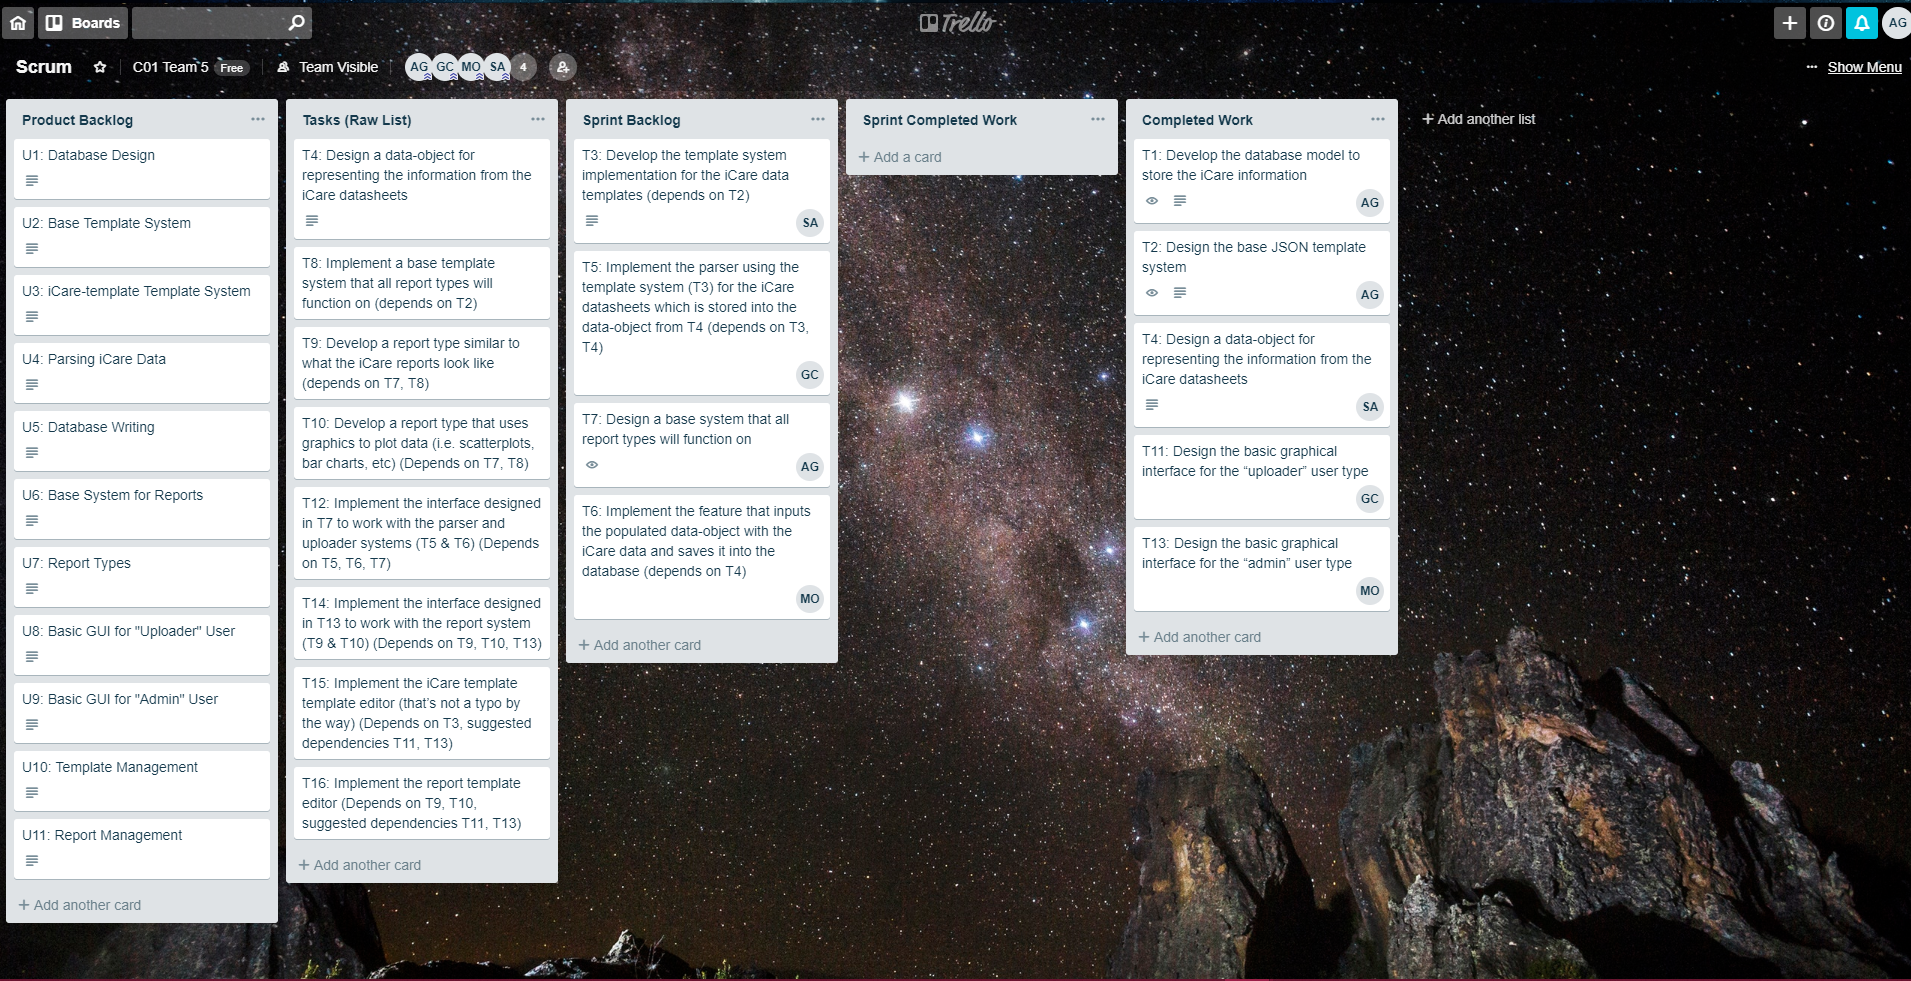 Boards
Trello
AG
Scrum
C01 Team 5
Free
Team Visible
AG
GC
MO
SA
4
... Show Menu
Product Backlog
U1: Database Design
U2: Base Template System
U3: iCare-template Template System
U4: Parsing iCare Data
U5: Database Writing
U6: Base System for Reports
U7: Report Types
U8: Basic GUI for "Uploader" User
U9: Basic GUI for "Admin" User
U10: Template Management
U11: Report Management
+ Add another card
Tasks (Raw List)
T4: Design a data-object for
representing the information from the
iCare datasheets
T8: Implement a base template
system that all report types will
function on (depends on T2)
T9: Develop a report type similar to
what the iCare reports look like
(depends on T7, T8)
T10: Develop a report type that uses
graphics to plot data (i.e. scatterplots,
bar charts, etc) (Depends on T7, T8)
T12: Implement the interface designed
in T7 to work with the parser and
uploader systems (T5 & T6) (Depends
on T5, T6, T7)
T14: Implement the interface designed
in T13 to work with the report system
(T9 & T10) (Depends on T9, T10, T13)
T15: Implement the iCare template
template editor (that’s not a typo by
the way) (Depends on T3, suggested
dependencies T11, T13)
T16: Implement the report template
editor (Depends on T9, T10,
suggested dependencies T11, T13)
+ Add another card
Sprint Backlog
T3: Develop the template system
implementation for the iCare data
templates (depends on T2)
SA
T5: Implement the parser using the
template system (T3) for the iCare
datasheets which is stored into the
data-object from T4 (depends on T3,
T4)
GC
T7: Design a base system that all
report types will function on
AG
T6: Implement the feature that inputs
the populated data-object with the
iCare data and saves it into the
database (depends on T4)
MO
+ Add another card
Sprint Completed Work
+ Add a card
Completed Work
T1: Develop the database model to
store the iCare information
AG
T2: Design the base JSON template
system
AG
T4: Design a data-object for
representing the information from the
iCare datasheets
SA
T11: Design the basic graphical
interface for the “uploader” user type
GC
T13: Design the basic graphical
interface for the “admin” user type
MO
+ Add another card
+ Add another list